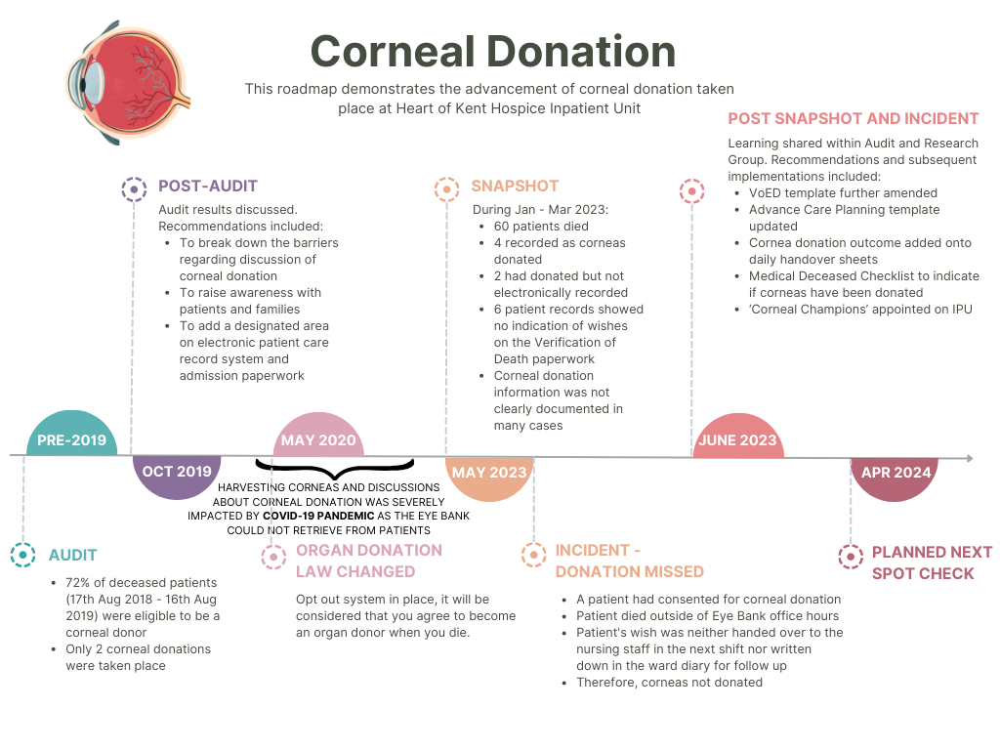 Corneal Donation
This roadmap demonstrates the advancement of corneal donation taken
place at Heart of Kent Hospice Inpatient Unit
POST-AUDIT
Audit results discussed.
Recommendations included:
• To break down the barriers
regarding discussion of
corneal donation
• To raise awareness with
patients and families
• To add a designated area
on electronic patient care
record system and
admission paperwork
SNAPSHOT
During Jan - Mar 2023:
• 60 patients died
• 4 recorded as corneas
donated
• 2 had donated but not
electronically recorded
• 6 patient records showed
no indication of wishes
on the Verification of
Death paperwork
• Corneal donation
information was not
clearly documented in
many cases
POST SNAPSHOT AND INCIDENT
Learning shared within Audit and Research
Group. Recommendations and subsequent
implementations included:
• VoED template further amended
• Advance Care Planning template
updated
• Cornea donation outcome added onto
daily handover sheets
• Medical Deceased Checklist to indicate
if corneas have been donated
• ‘Corneal Champions’ appointed on IPU
PRE-2019
OCT 2019
MAY 2020
MAY 2023
JUNE 2023
APR 2024
HARVESTING CORNEAS AND DISCUSSIONS
ABOUT CORNEAL DONATION WAS SEVERELY
IMPACTED BY COVID-19 PANDEMIC AS THE EYE BANK
COULD NOT RETRIEVE FROM PATIENTS
AUDIT
• 72% of deceased patients
(17th Aug 2018 - 16th Aug
2019) were eligible to be a
corneal donor
• Only 2 corneal donations
were taken place
ORGAN DONATION
LAW CHANGED
Opt out system in place, it will be
considered that you agree to become
an organ donor when you die.
INCIDENT -
DONATION MISSED
• A patient had consented for corneal donation
• Patient died outside of Eye Bank office hours
• Patient's wish was neither handed over to the
nursing staff in the next shift nor written
down in the ward diary for follow up
• Therefore, corneas not donated
PLANNED NEXT
SPOT CHECK